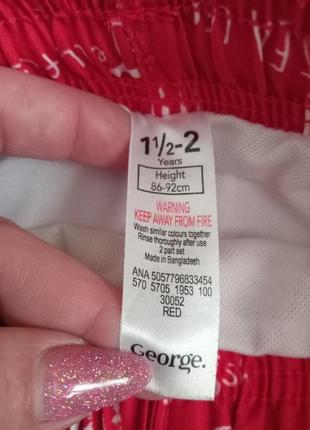 1½-2
Years
Height
86-92cm
WARNING
KEEP AWAY FROM FIRE
Wash similar colours together
Rinse thoroughly after use
2 part set
Made in Bangladesh
ANA 5057796833454
570 5705 1953 100
30052
RED
George.